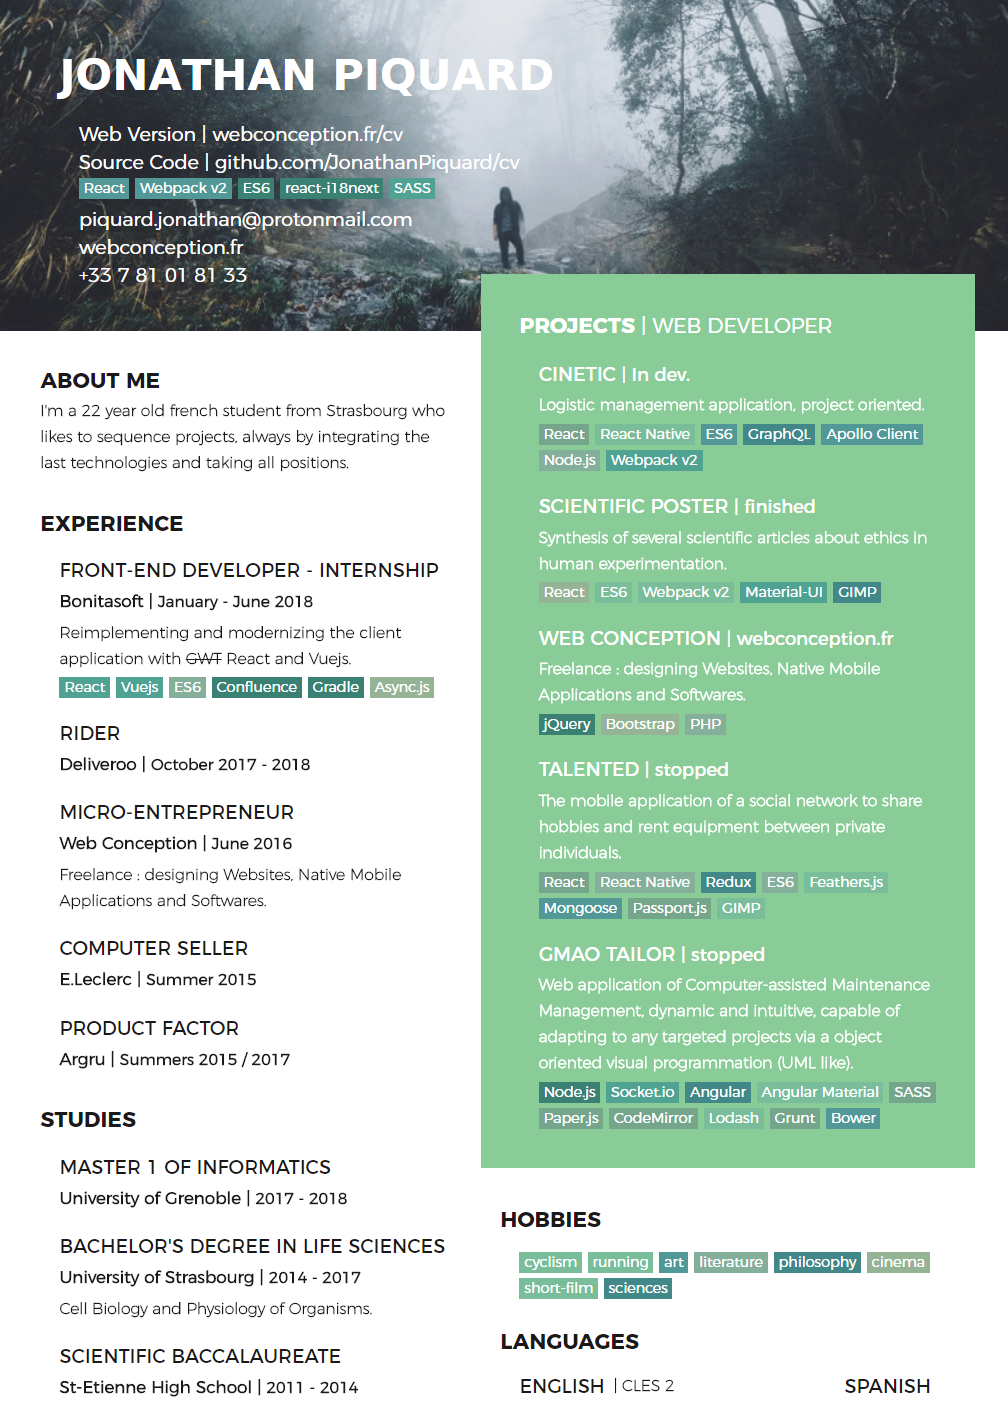 JONATHAN PIQUARD
Web Version | webconception.fr/cv
Source Code | github.com/JonathanPiquard/cv
React Webpack v2 ES6 react-i18next SASS
piquard.jonathan@protonmail.com
webconception.fr
+33 7 81 01 81 33
ABOUT ME
I'm a 22 year old french student from Strasbourg who
likes to sequence projects, always by integrating the
last technologies and taking all positions.
EXPERIENCE
FRONT-END DEVELOPER - INTERNSHIP
Bonitasoft | January - June 2018
Reimplementing and modernizing the client
application with GWT React and Vuejs.
React Vuejs ES6 Confluence Gradle Async.js
RIDER
Deliveroo | October 2017 - 2018
MICRO-ENTREPRENEUR
Web Conception | June 2016
Freelance : designing Websites, Native Mobile
Applications and Softwares.
COMPUTER SELLER
E.Leclerc | Summer 2015
PRODUCT FACTOR
Argru | Summers 2015 / 2017
STUDIES
MASTER 1 OF INFORMATICS
University of Grenoble | 2017 - 2018
BACHELOR'S DEGREE IN LIFE SCIENCES
University of Strasbourg | 2014 - 2017
Cell Biology and Physiology of Organisms.
SCIENTIFIC BACCALAUREATE
St-Etienne High School | 2011 - 2014
PROJECTS | WEB DEVELOPER
CINETIC | In dev.
Logistic management application, project oriented.
React React Native ES6 GraphQL Apollo Client
Node.js Webpack v2
SCIENTIFIC POSTER | finished
Synthesis of several scientific articles about ethics in
human experimentation.
React ES6 Webpack v2 Material-UI GIMP
WEB CONCEPTION | webconception.fr
Freelance : designing Websites, Native Mobile
Applications and Softwares.
jQuery Bootstrap PHP
TALENTED | stopped
The mobile application of a social network to share
hobbies and rent equipment between private
individuals.
React React Native Redux ES6 Feathers.js
Mongoose Passport.js GIMP
GMAO TAILOR | stopped
Web application of Computer-assisted Maintenance
Management, dynamic and intuitive, capable of
adapting to any targeted projects via a object
oriented visual programmation (UML like).
Node.js Socket.io Angular Angular Material SASS
Paper.js CodeMirror Lodash Grunt Bower
HOBBIES
cyclism running art literature philosophy cinema
short-film sciences
LANGUAGES
ENGLISH | CLES 2 SPANISH